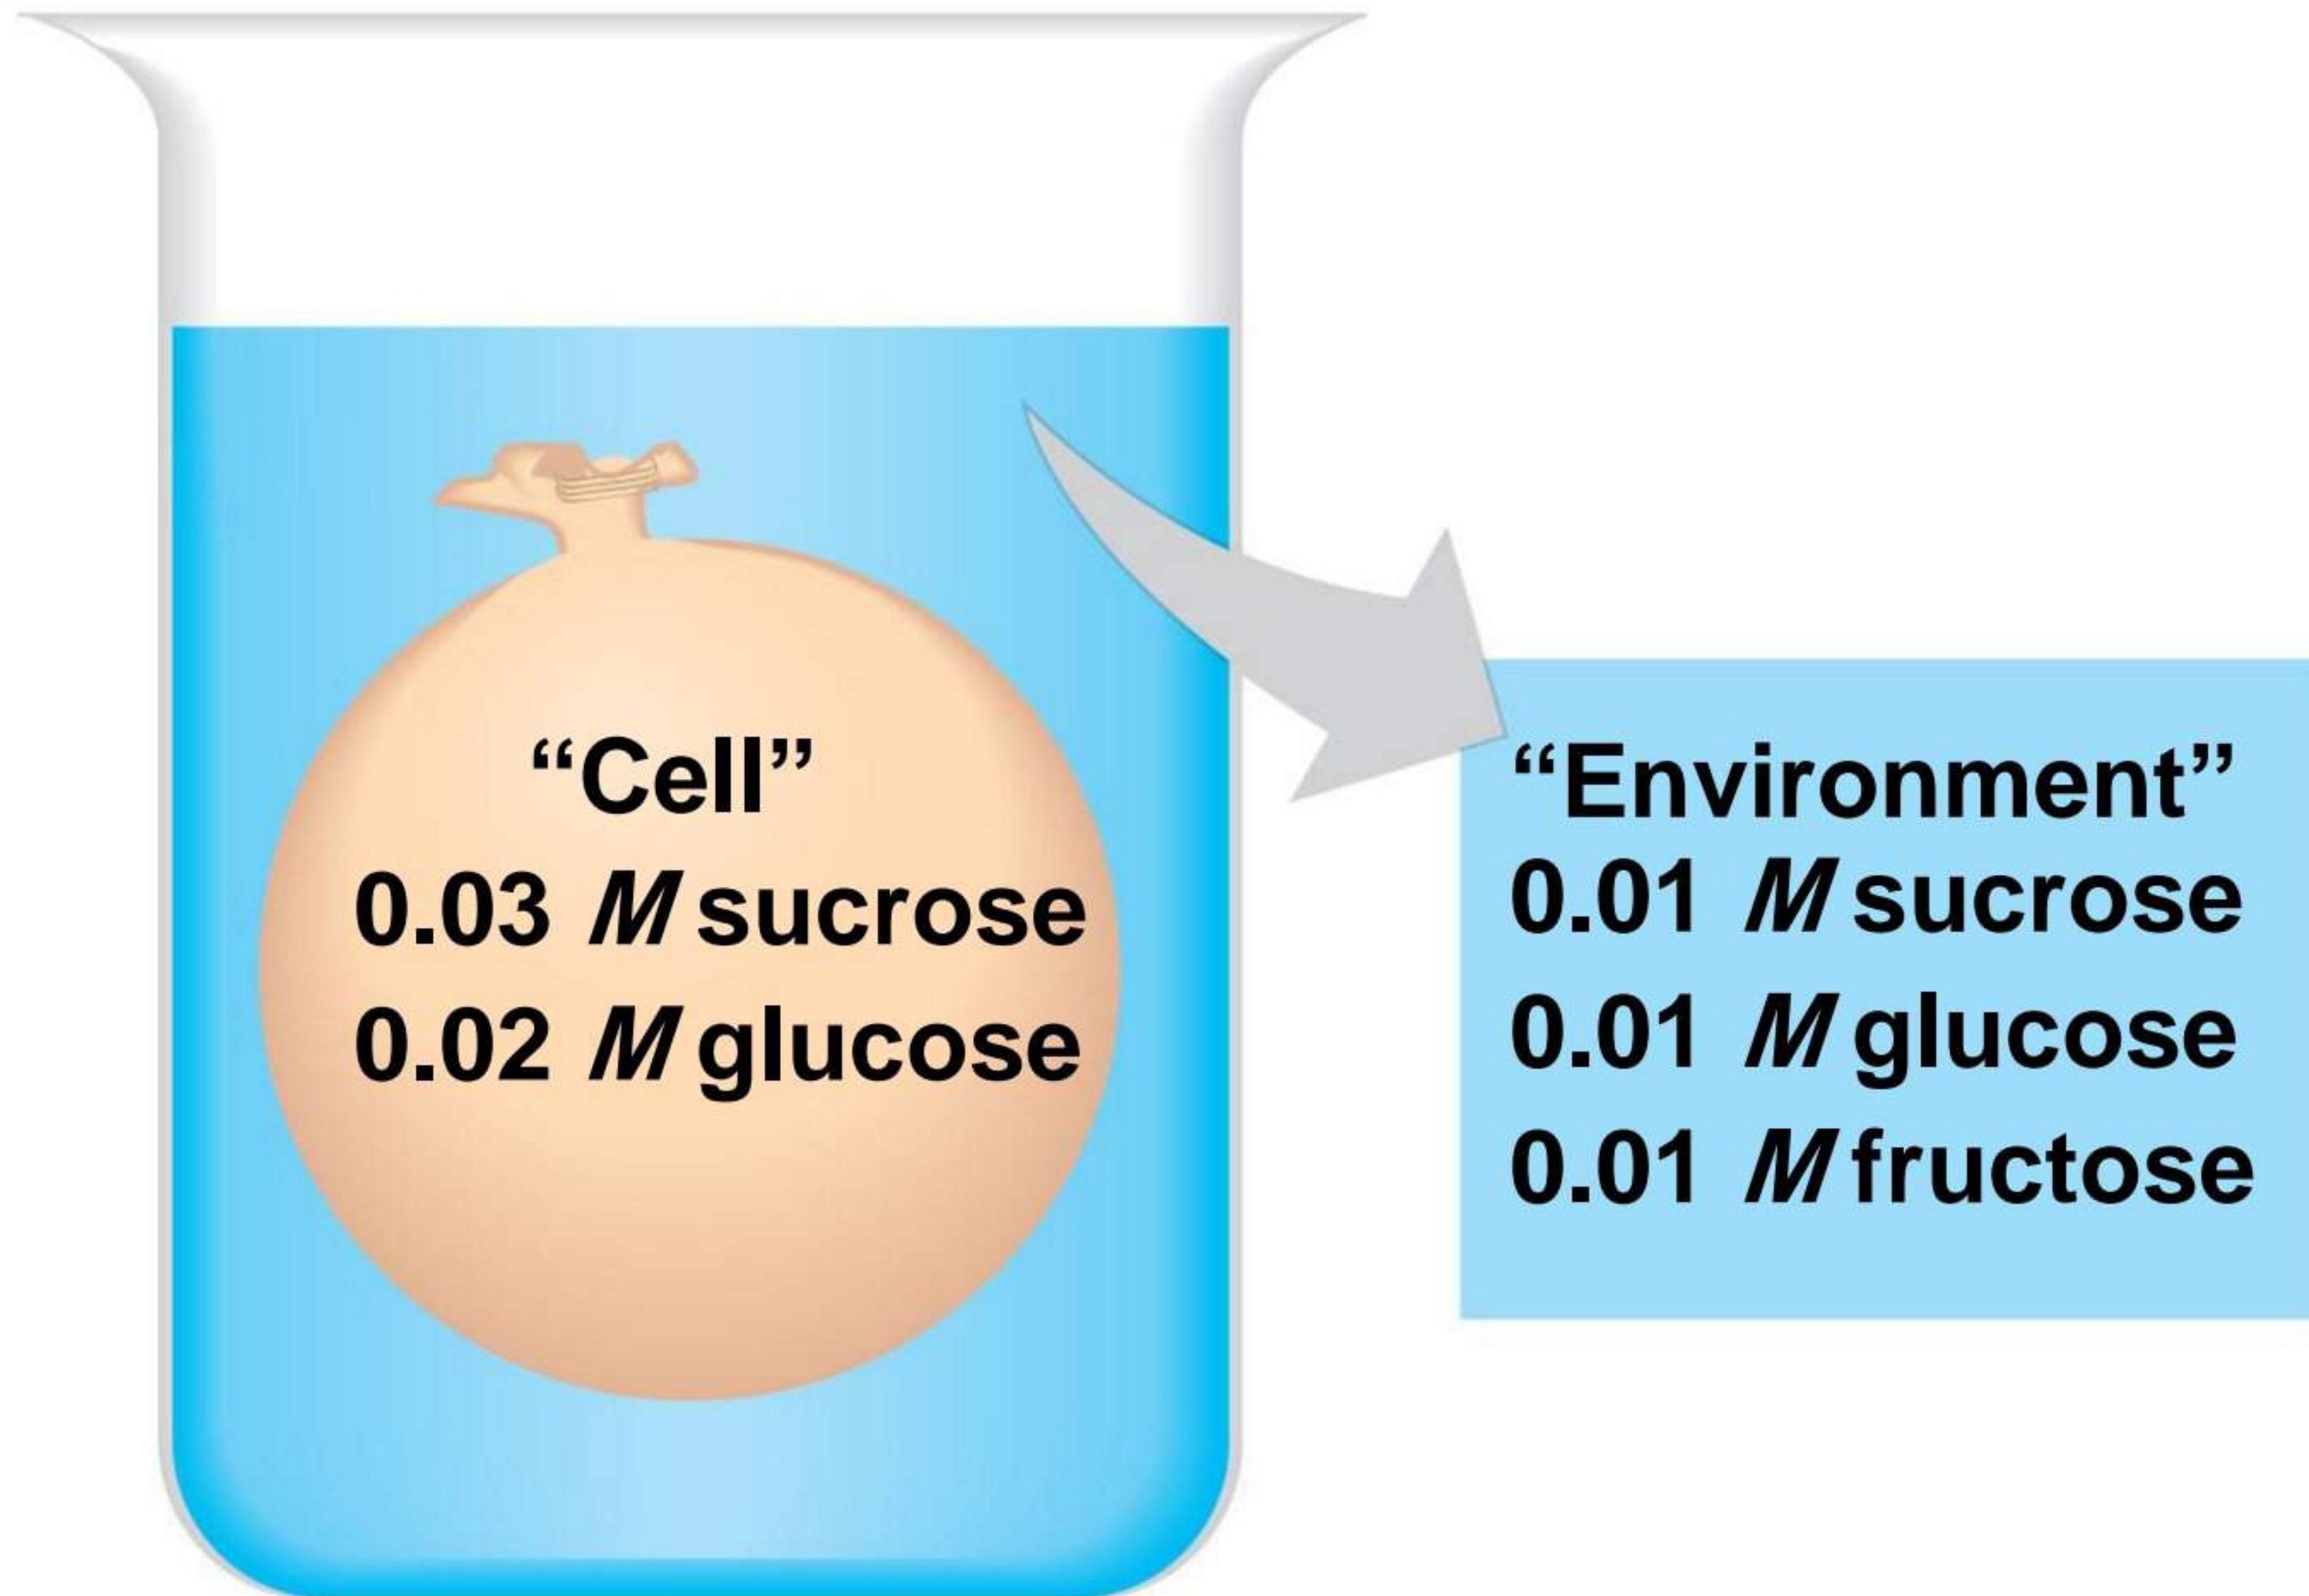 “Cell”
0.03 M sucrose
0.02 M glucose
“Environment”
0.01 M sucrose
0.01 M glucose
0.01 M fructose